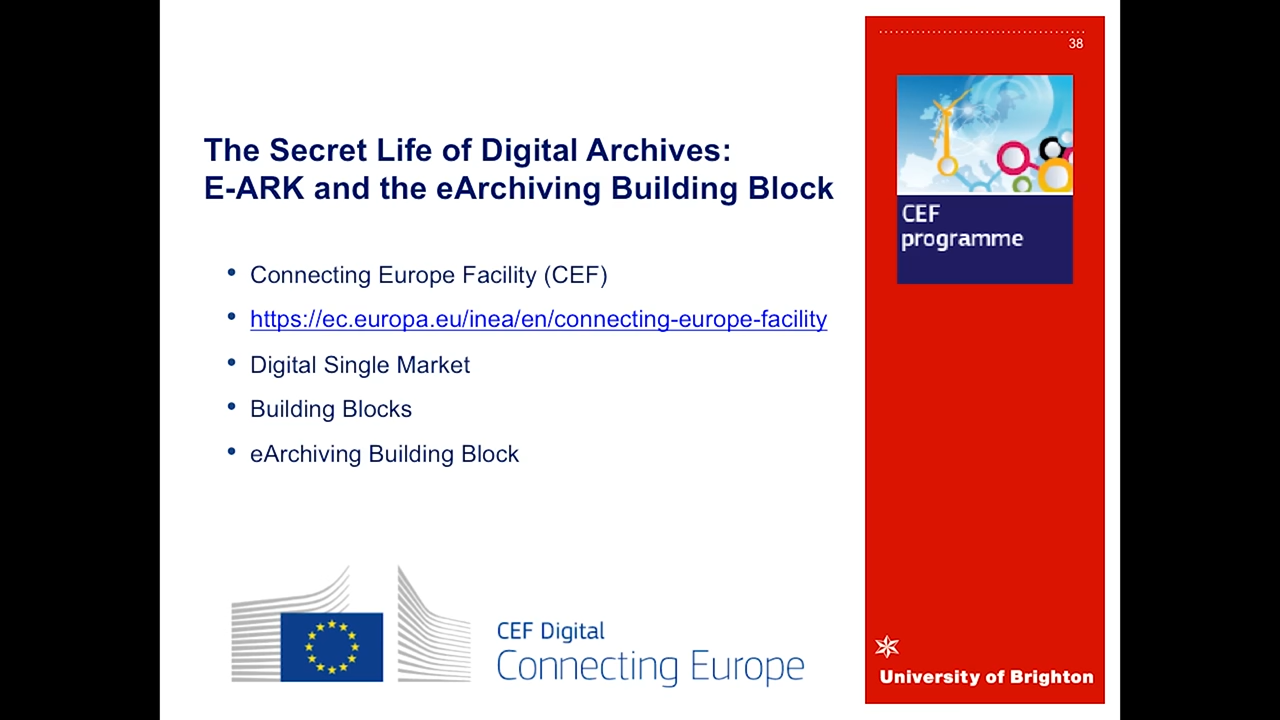 38
The Secret Life of Digital Archives:
E-ARK and the eArchiving Building Block
• Connecting Europe Facility (CEF)
• https://ec.europa.eu/inea/en/connecting-europe-facility
• Digital Single Market
• Building Blocks
• eArchiving Building Block
CEF
programme
CEF Digital
Connecting Europe
University of Brighton